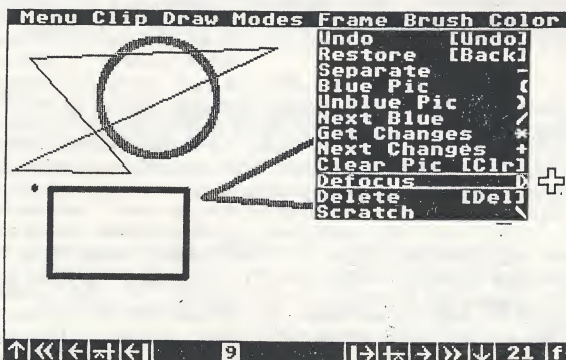 Menu Clip Draw Modes Frame Brush Color
Undo [Undo]
Restore [Back]
Separate -
Blue Pic (
Unblue Pic )
Next Blue /
Get Changes *
Next Changes +
Clear Pic [Clr]
Defocus D
Delete [Del]
Scratch \
9
21 f